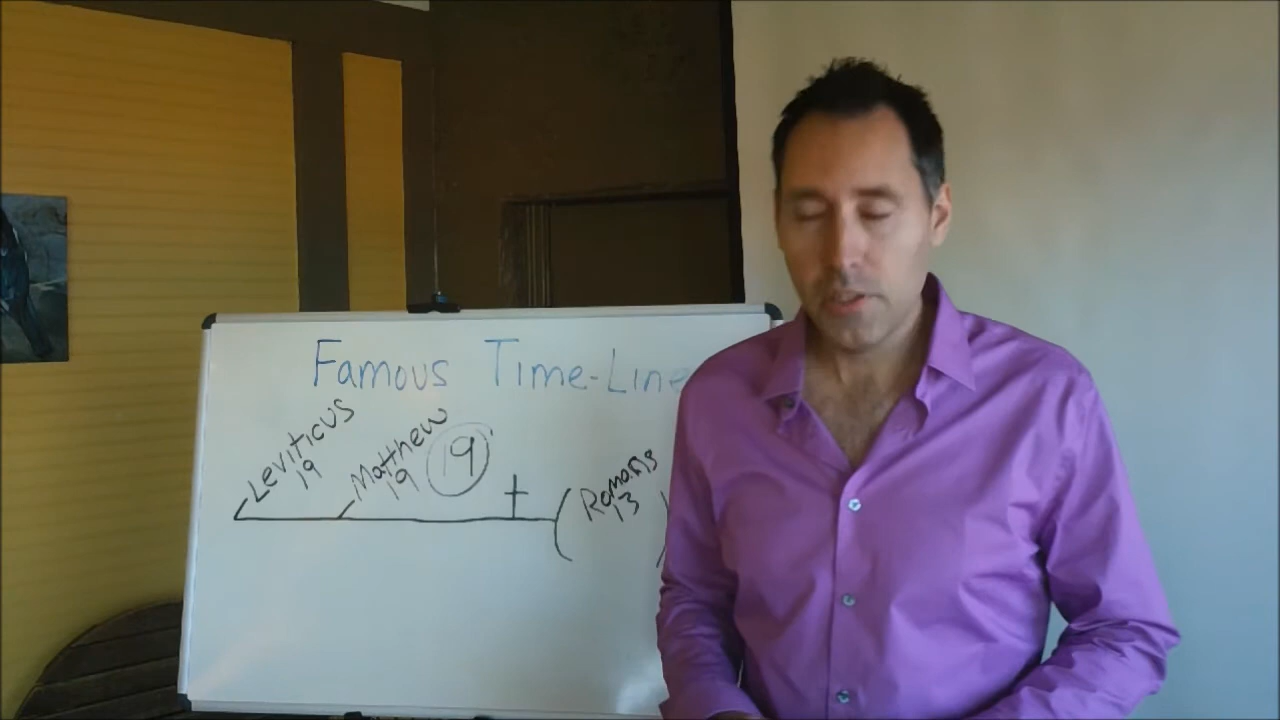 Famous Time-Line
Leviticus
19
Matthew
19
19
Romans
13